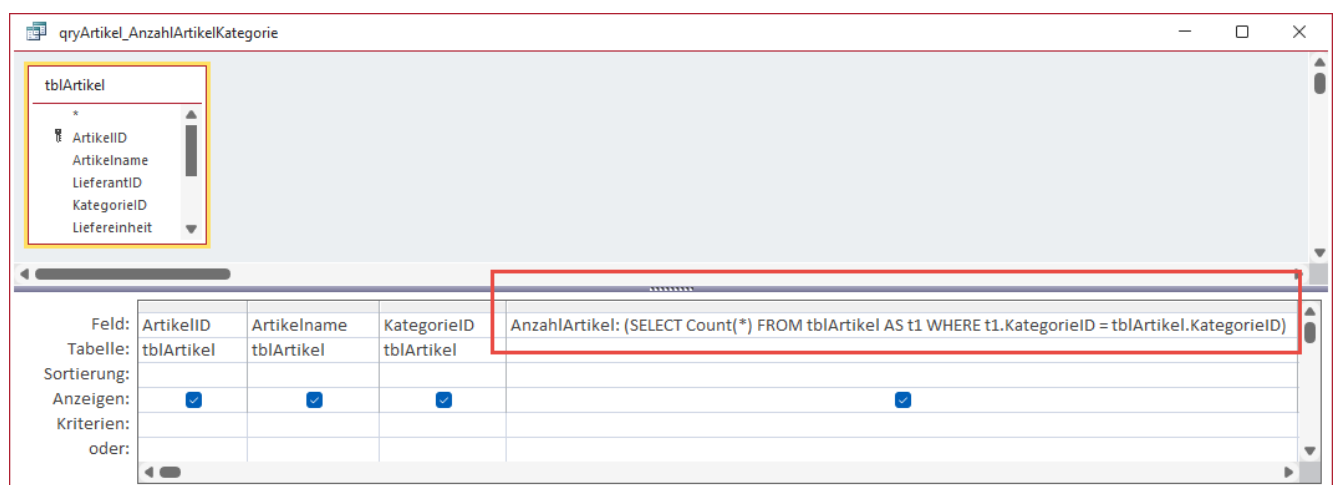 qryArtikel_AnzahlArtikelKategorie
tblArtikel
*
ArtikelID
Artikelname
LieferantID
KategorieID
Liefereinheit
Feld: ArtikelID Artikelname KategorieID AnzahlArtikel: (SELECT Count(*) FROM tblArtikel AS t1 WHERE t1.KategorieID = tblArtikel.KategorieID)
Tabelle: tblArtikel tblArtikel tblArtikel
Sortierung:
Anzeigen:
Kriterien:
oder: